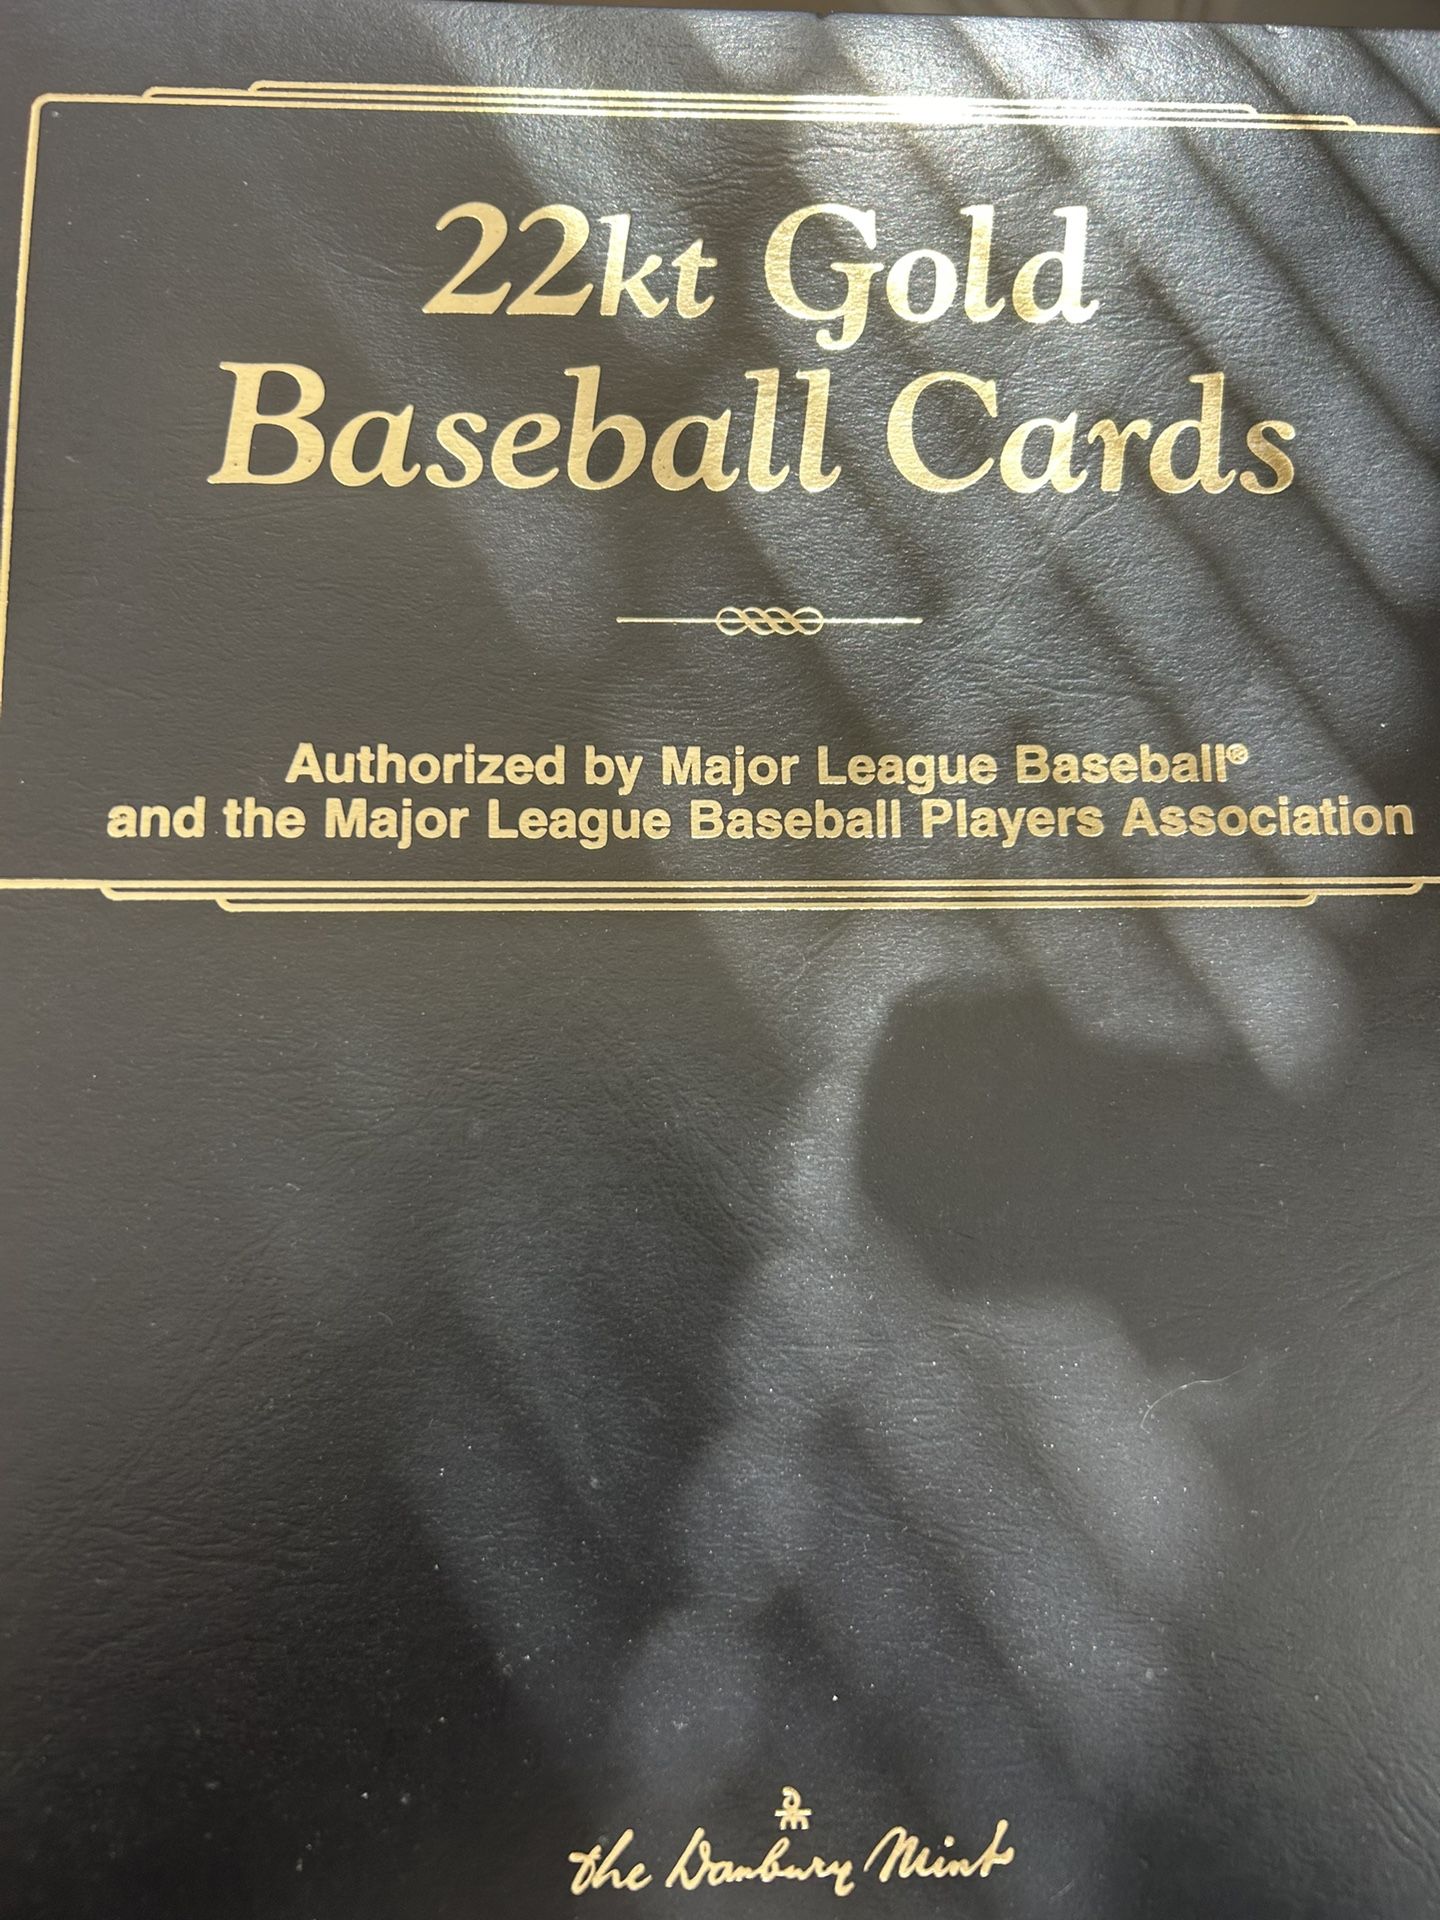 22kt Gold
Baseball Cards
Authorized by Major League Baseball®
and the Major League Baseball Players Association
The Danbury Mint